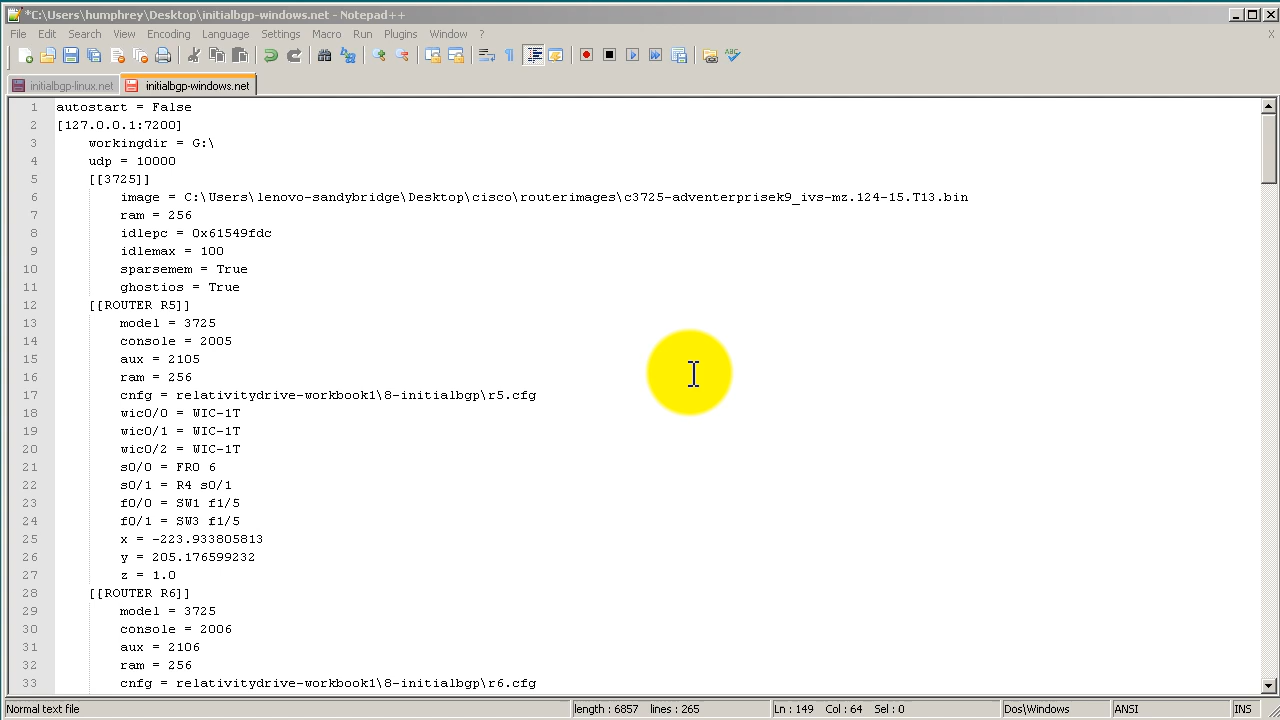 *C:\Users\humphrey\Desktop\initialbgp-windows.net - Notepad++
File Edit Search View Encoding Language Settings Macro Run Plugins Window ? X
initialbgp-linux.net initialbgp-windows.net
1 autostart = False
2 [127.0.0.1:7200]
3 workingdir = G:\
4 udp = 10000
5 [[3725]]
6 image = C:\Users\lenovo-sandybridge\Desktop\cisco\routerimages\c3725-adventerprisek9_ivs-mz.124-15.T13.bin
7 ram = 256
8 idlepc = 0x61549fdc
9 idlemax = 100
10 sparsemem = True
11 ghostios = True
12 [[ROUTER R5]]
13 model = 3725
14 console = 2005
15 aux = 2105
16 ram = 256
17 cnfg = relativitydrive-workbook1\8-initialbgp\r5.cfg
18 wic0/0 = WIC-1T
19 wic0/1 = WIC-1T
20 wic0/2 = WIC-1T
21 s0/0 = FR0 6
22 s0/1 = R4 s0/1
23 f0/0 = SW1 f1/5
24 f0/1 = SW3 f1/5
25 x = -223.933805813
26 y = 205.176599232
27 z = 1.0
28 [[ROUTER R6]]
29 model = 3725
30 console = 2006
31 aux = 2106
32 ram = 256
33 cnfg = relativitydrive-workbook1\8-initialbgp\r6.cfg
Normal text file length : 6857 lines : 265 Ln : 149 Col : 64 Sel : 0 Dos\Windows ANSI INS